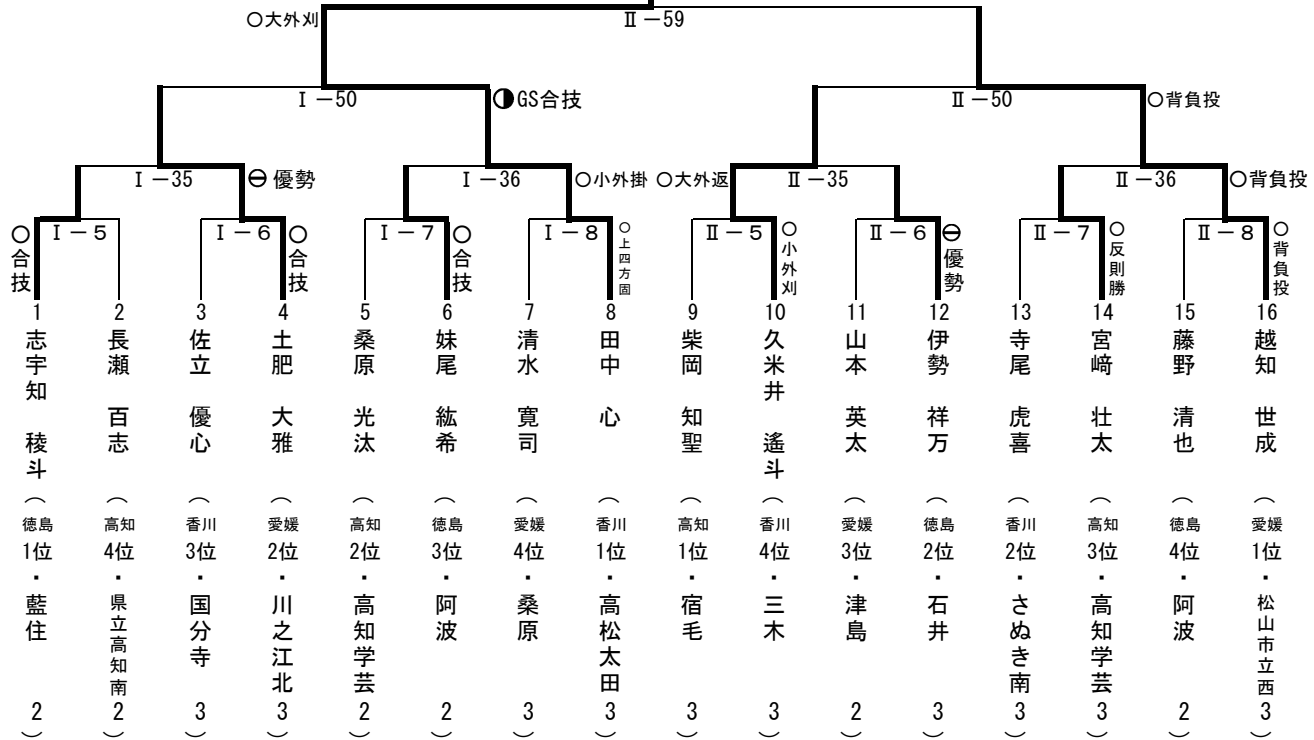 ○大外刈 Ⅱ－59
Ⅰ－50 ◑GS合技 Ⅱ－50 ○背負投
Ⅰ－35 ⊖優勢 Ⅰ－36 ○小外掛 ○大外返 Ⅱ－35 Ⅱ－36 ○背負投
○合技 Ⅰ－5 Ⅰ－6 ○合技 Ⅰ－7 ○合技 Ⅰ－8 ○上四方固 Ⅱ－5 ○小外刈 Ⅱ－6 ⊖優勢 Ⅱ－7 ○反則勝 Ⅱ－8 ○背負投
1 志宇知 稜斗 （徳島1位・藍住 2）
2 長瀬 百志 （高知4位・県立高知南 2）
3 佐立 優心 （香川3位・国分寺 3）
4 土肥 大雅 （愛媛2位・川之江北 3）
5 桑原 光汰 （高知2位・高知学芸 2）
6 妹尾 紘希 （徳島3位・阿波 2）
7 清水 寛司 （愛媛4位・桑原 3）
8 田中 心 （香川1位・高松太田 3）
9 柴岡 知聖 （高知1位・宿毛 3）
10 久米井 遙斗 （香川4位・三木 3）
11 山本 英太 （愛媛3位・津島 2）
12 伊勢 祥万 （徳島2位・石井 3）
13 寺尾 虎喜 （香川2位・さぬき南 3）
14 宮﨑 壮太 （高知3位・高知学芸 3）
15 藤野 清也 （徳島4位・阿波 2）
16 越知 世成 （愛媛1位・松山市立西 3）